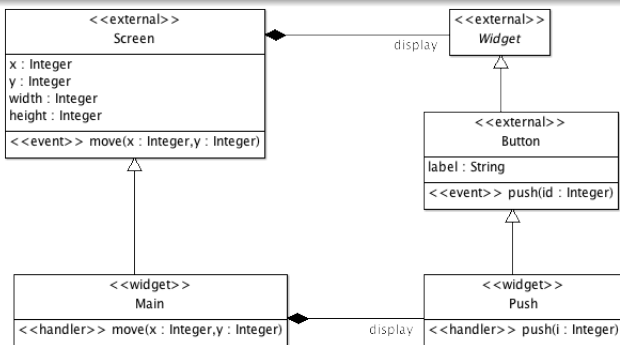 <<external>>
Screen
x : Integer
y : Integer
width : Integer
height : Integer
<<event>> move(x : Integer,y : Integer)
display
<<external>>
Widget
<<external>>
Button
label : String
<<event>> push(id : Integer)
<<widget>>
Main
<<handler>> move(x : Integer,y : Integer)
display
<<widget>>
Push
<<handler>> push(i : Integer)